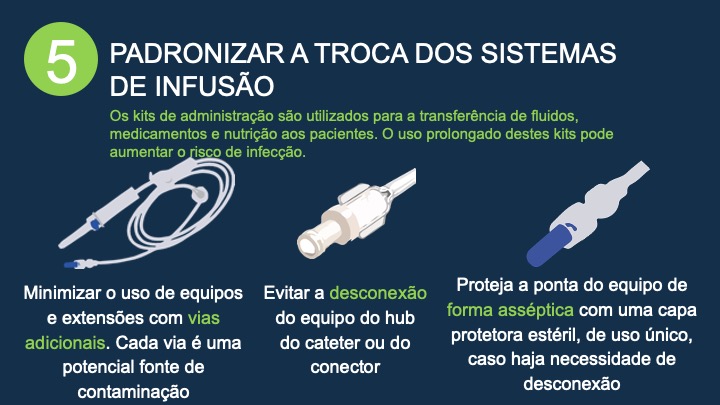 5
PADRONIZAR A TROCA DOS SISTEMAS
DE INFUSÃO
Os kits de administração são utilizados para a transferência de fluidos,
medicamentos e nutrição aos pacientes. O uso prolongado destes kits pode
aumentar o risco de infecção.
Minimizar o uso de equipos
e extensões com vias
adicionais. Cada via é uma
potencial fonte de
contaminação
Evitar a desconexão
do equipo do hub
do cateter ou do
conector
Proteja a ponta do equipo de
forma asséptica com uma capa
protetora estéril, de uso único,
caso haja necessidade de
desconexão